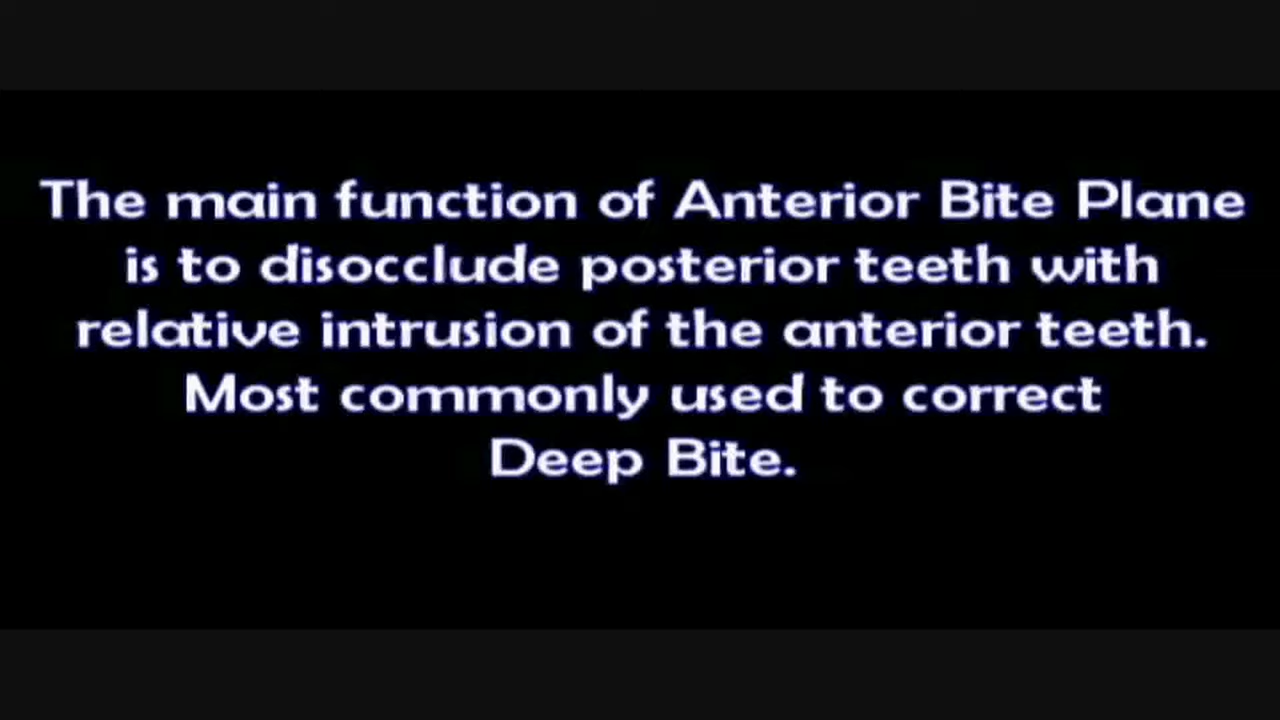 The main function of Anterior Bite Plane
is to disocclude posterior teeth with
relative intrusion of the anterior teeth.
Most commonly used to correct
Deep Bite.